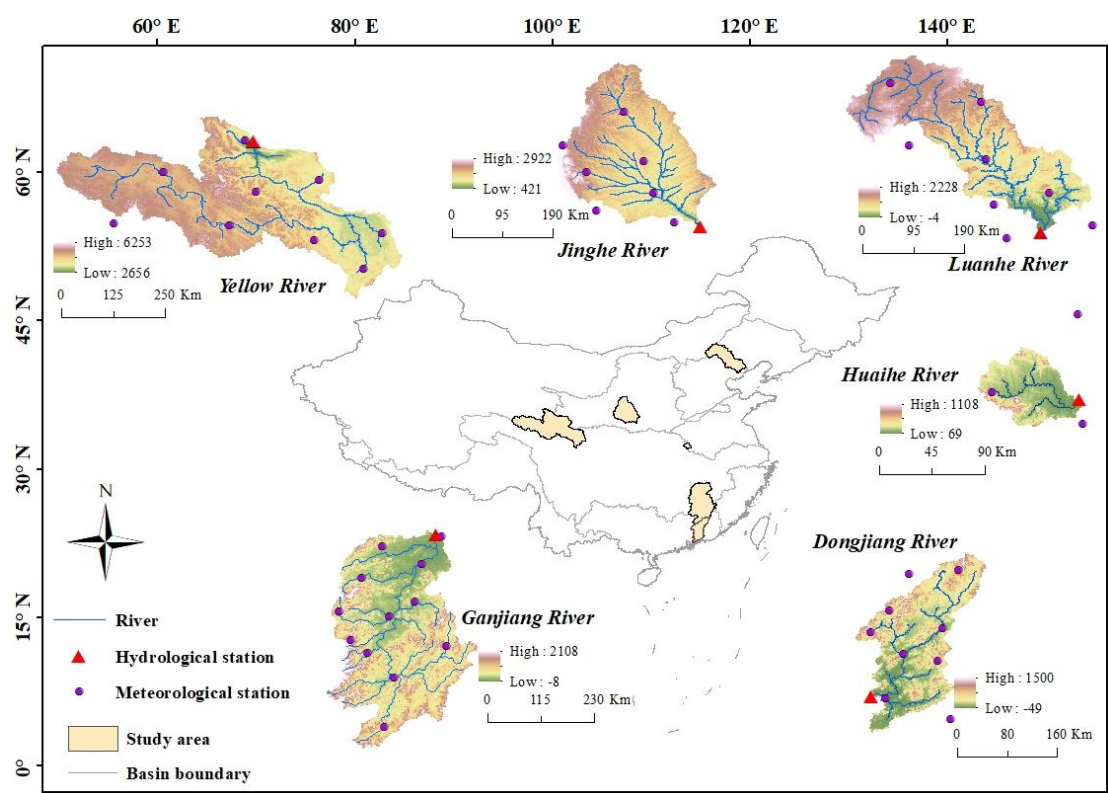 60° E 80° E 100° E 120° E 140° E
60° N
45° N
30° N
15° N
0°
High : 6253
Low : 2656
0 125 250 Km
Yellow River
High : 2922
Low : 421
0 95 190 Km
Jinghe River
High : 2228
Low : -4
0 95 190 Km
Luanhe River
Huaihe River
High : 1108
Low : 69
0 45 90 Km
N
River
Hydrological station
Meteorological station
Study area
Basin boundary
Ganjiang River
High : 2108
Low : -8
0 115 230 Km
Dongjiang River
High : 1500
Low : -49
0 80 160 Km